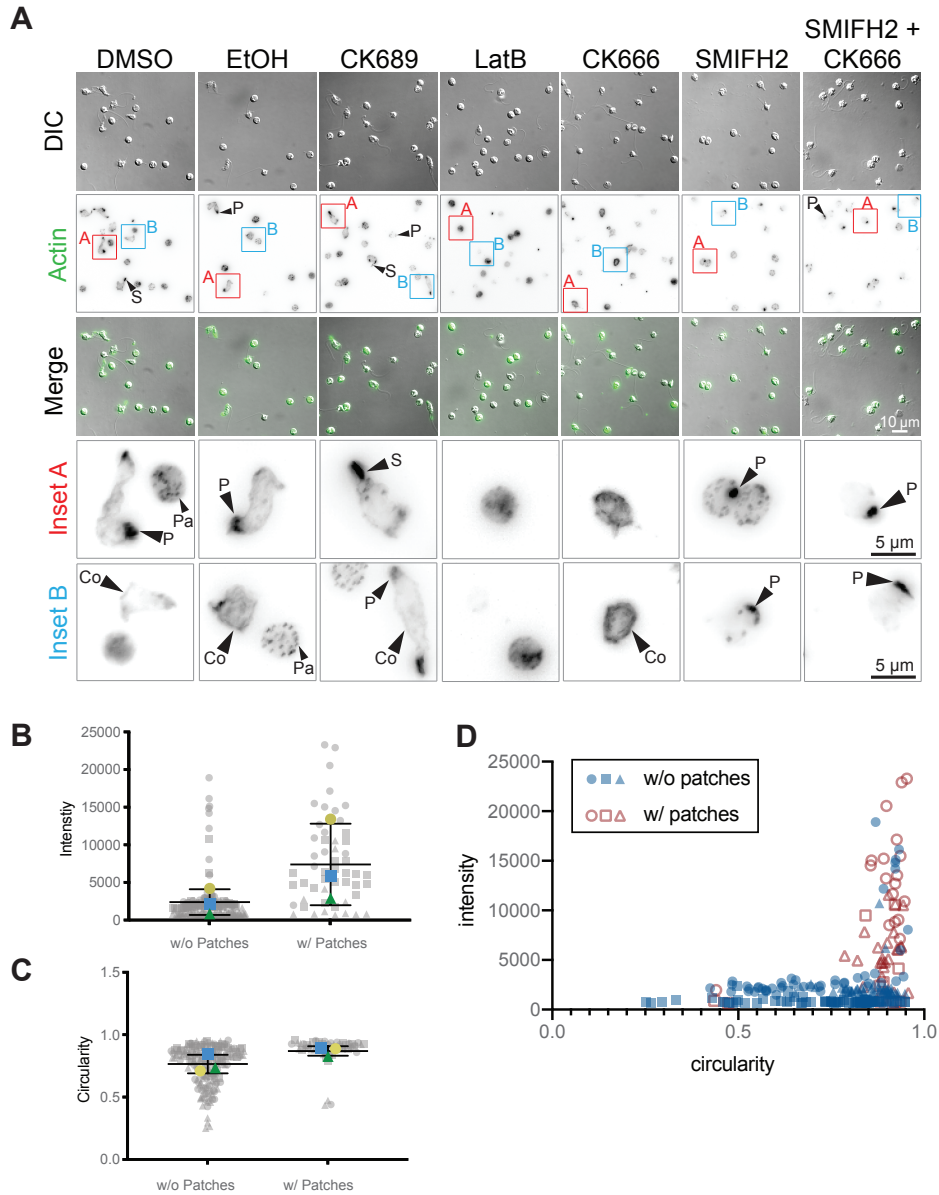 A
DMSO EtOH CK689 LatB CK666 SMIFH2 SMIFH2 +
CK666
DIC
Actin
A B S
P B A
A P S B
A B
B A
B A
P A B
Merge
10 µm
Inset A
Pa P
P
S
P
P
5 µm
Inset B
Co
Co Pa
P Co
Co
P
P
5 µm
B
Intenstiy
25000
20000
15000
10000
5000
0
w/o Patches w/ Patches
C
Circularity
1.5
1.0
0.5
0.0
w/o Patches w/ Patches
D
w/o patches
w/ patches
intensity
25000
20000
15000
10000
5000
0
0.0 0.5 1.0
circularity